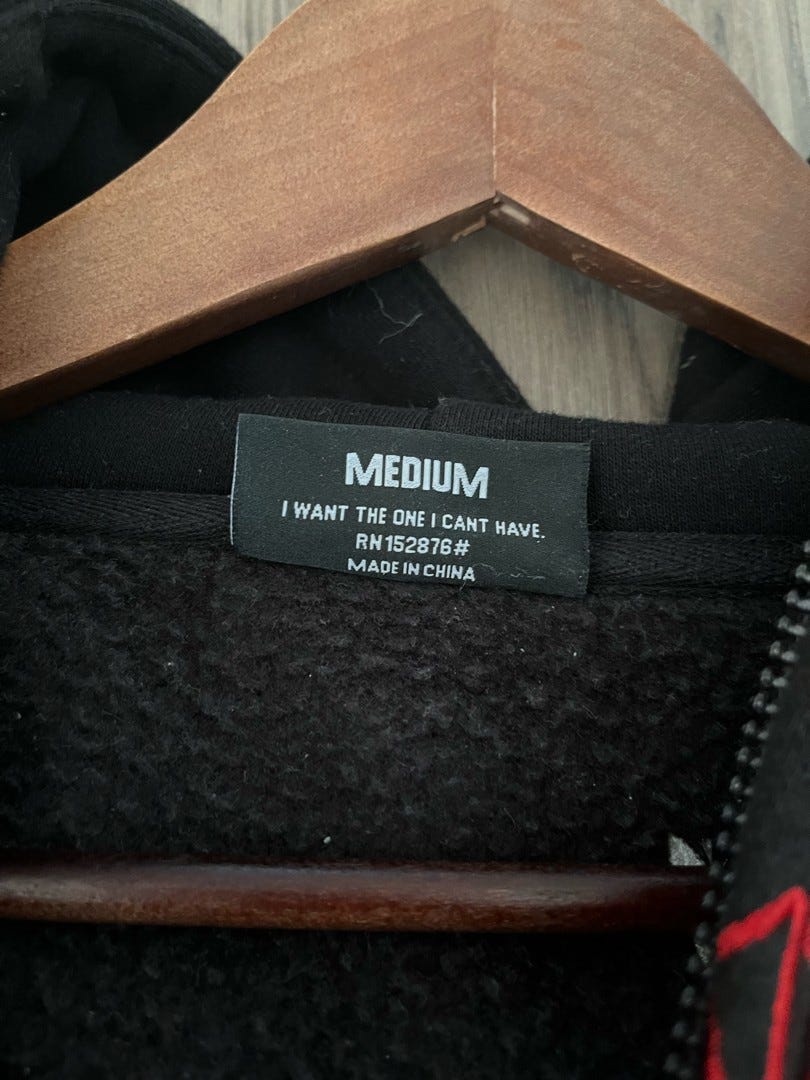 MEDIUM
I WANT THE ONE I CANT HAVE.
RN152876#
MADE IN CHINA